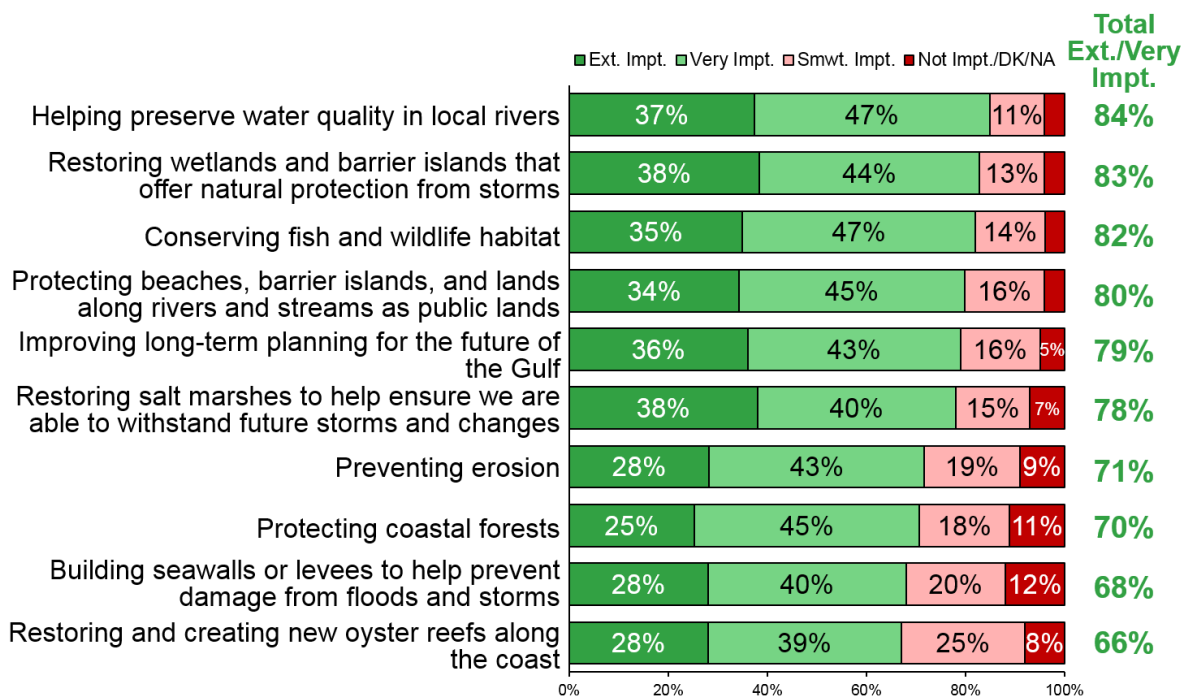 Total
Ext./Very
Impt.
Ext. Impt. Very Impt. Smwt. Impt. Not Impt./DK/NA
Helping preserve water quality in local rivers 37% 47% 11% 84%
Restoring wetlands and barrier islands that
offer natural protection from storms 38% 44% 13% 83%
Conserving fish and wildlife habitat 35% 47% 14% 82%
Protecting beaches, barrier islands, and lands
along rivers and streams as public lands 34% 45% 16% 80%
Improving long-term planning for the future of
the Gulf 36% 43% 16% 5% 79%
Restoring salt marshes to help ensure we are
able to withstand future storms and changes 38% 40% 15% 7% 78%
Preventing erosion 28% 43% 19% 9% 71%
Protecting coastal forests 25% 45% 18% 11% 70%
Building seawalls or levees to help prevent
damage from floods and storms 28% 40% 20% 12% 68%
Restoring and creating new oyster reefs along
the coast 28% 39% 25% 8% 66%
0% 20% 40% 60% 80% 100%